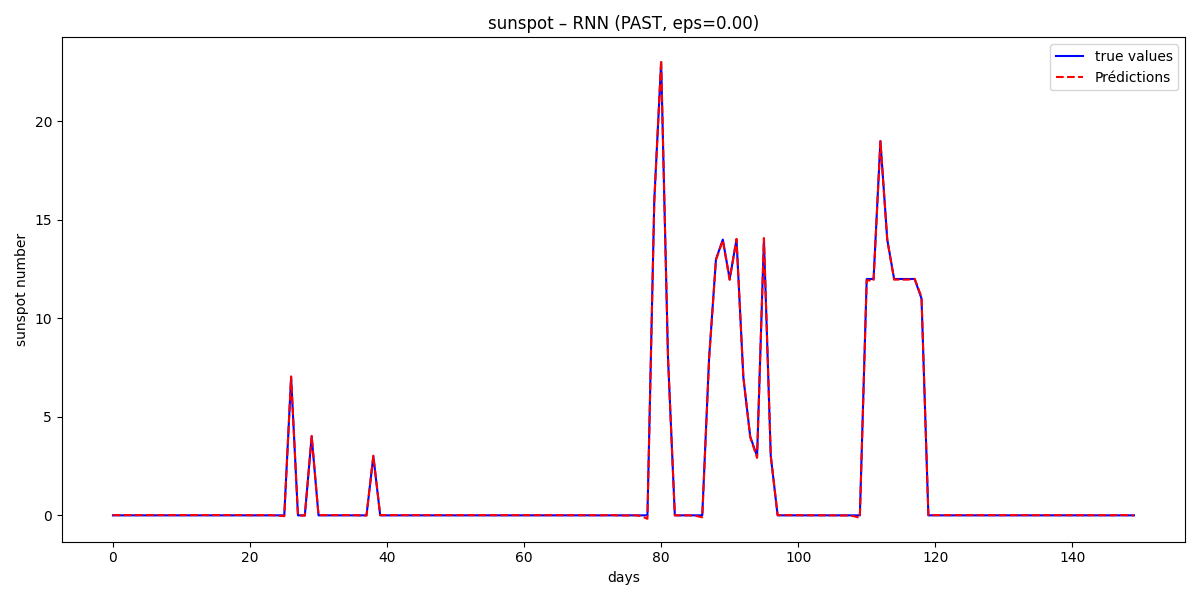 sunspot – RNN (PAST, eps=0.00)
true values
Prédictions
sunspot number
20
15
10
5
0
0 20 40 60 80 100 120 140
days